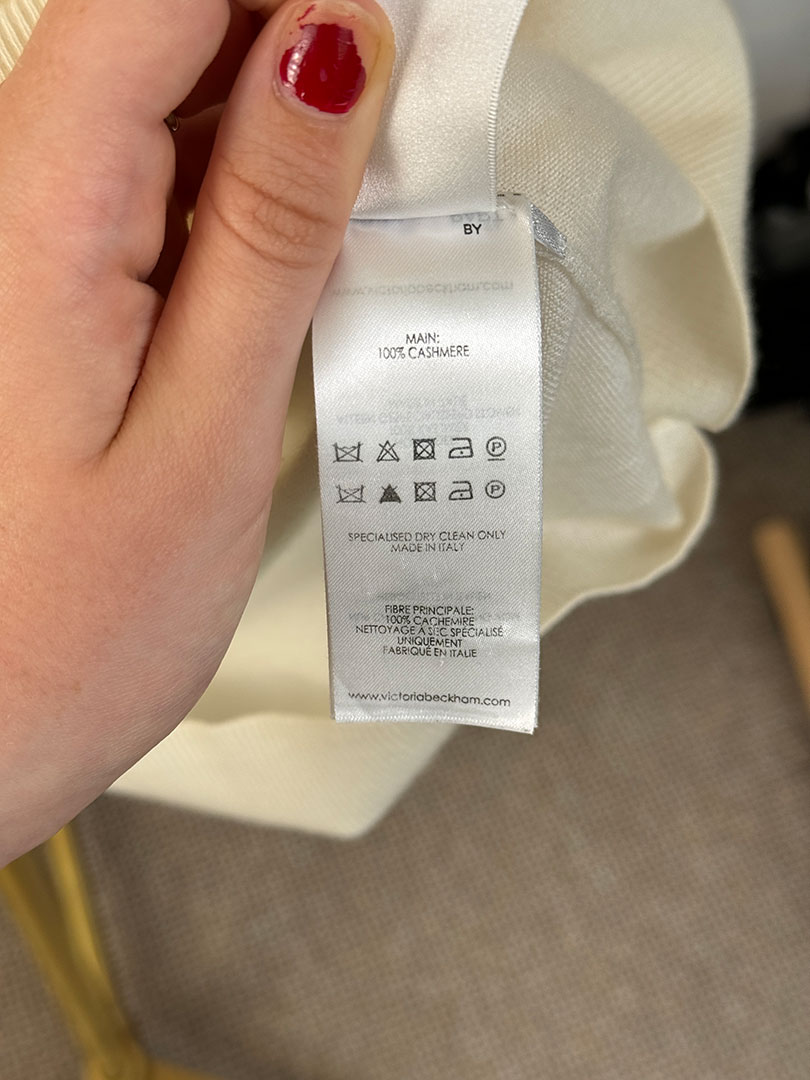 BY
MAIN:
100% CASHMERE
P
P
SPECIALISED DRY CLEAN ONLY
MADE IN ITALY
FIBRE PRINCIPALE:
100% CACHEMIRE
NETTOYAGE A SEC SPÉCIALISÉ
UNIQUEMENT
FABRIQUÉ EN ITALIE
www.victoriabeckham.com